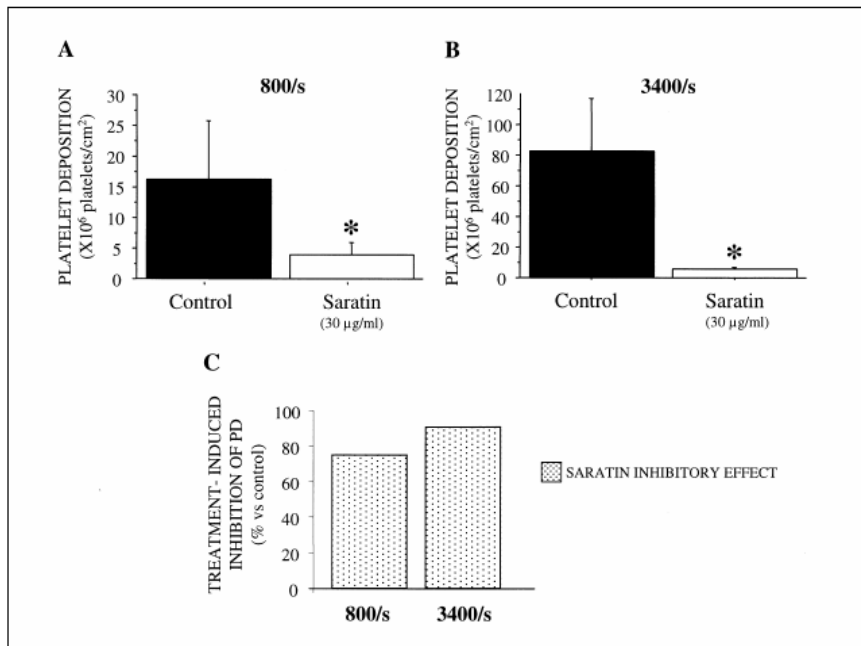 A
800/s
PLATELET DEPOSITION
(X10⁶ platelets/cm²)
30
25
20
15
10
5
0
*
Control
Saratin
(30 µg/ml)
B
3400/s
PLATELET DEPOSITION
(X10⁶ platelets/cm²)
120
100
80
60
40
20
0
*
Control
Saratin
(30 µg/ml)
C
TREATMENT- INDUCED
INHIBITION OF PD
(% vs control)
100
80
60
40
20
0
800/s
3400/s
SARATIN INHIBITORY EFFECT